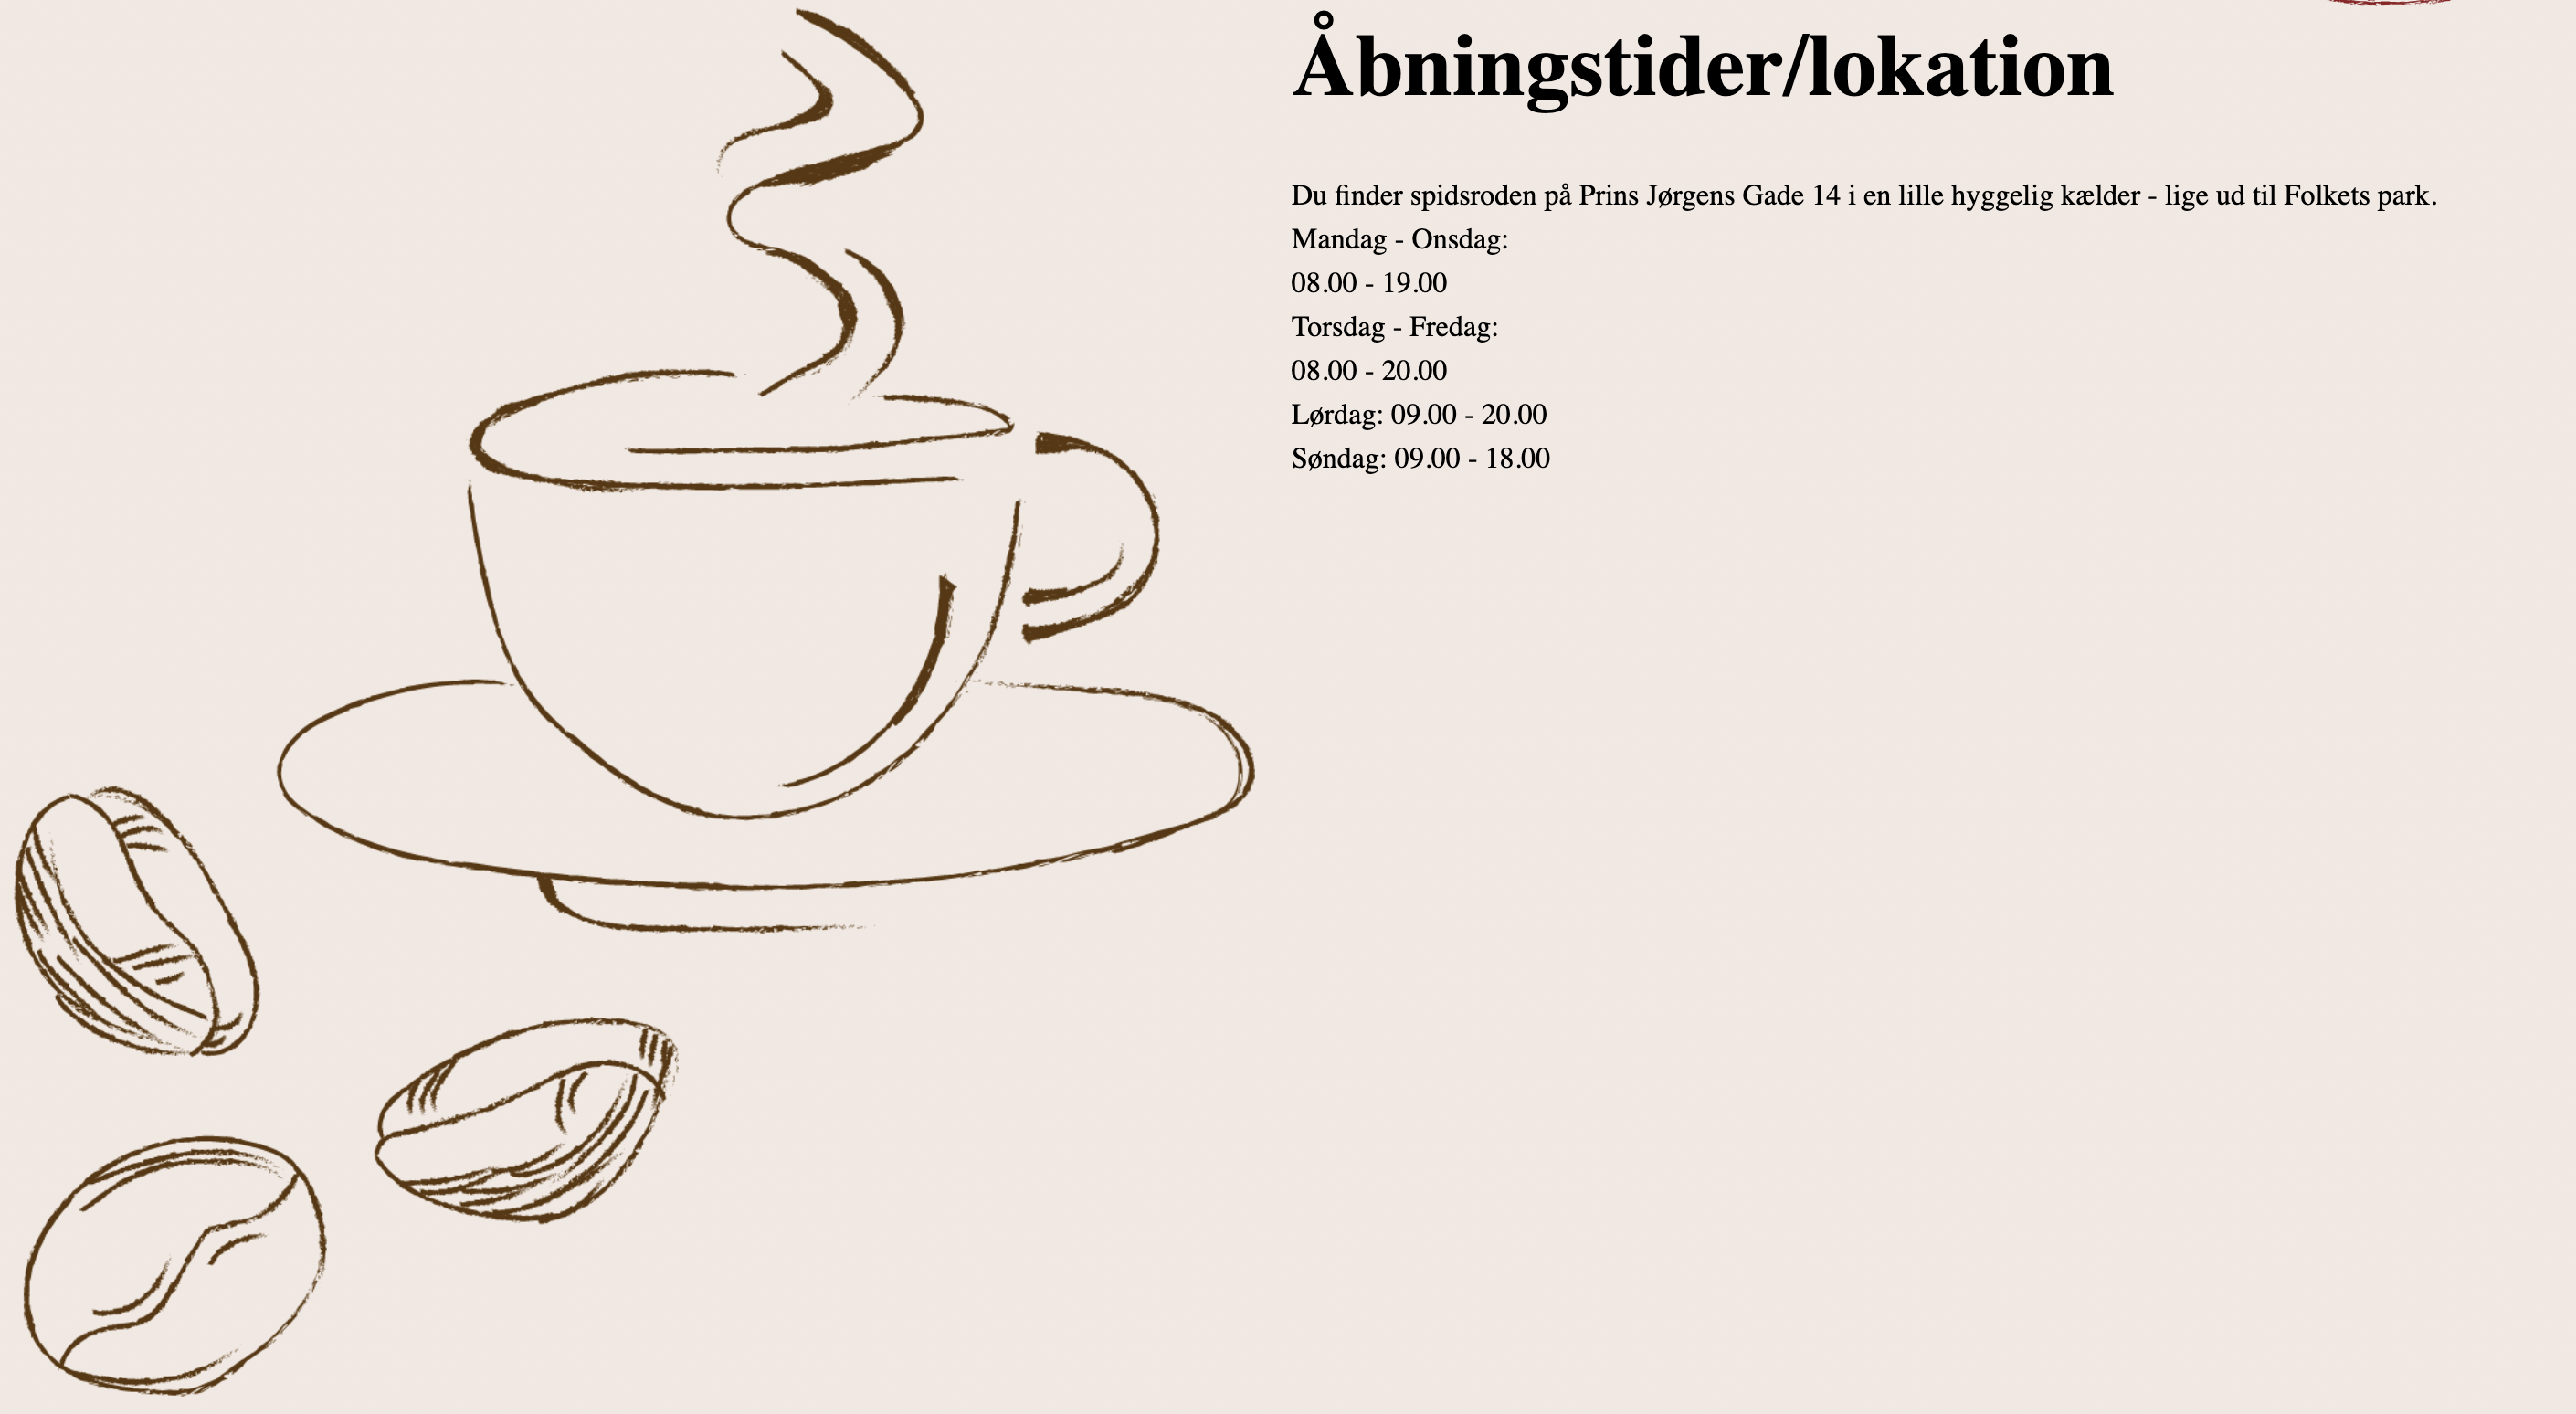 Åbningstider/lokation
Du finder spidsroden på Prins Jørgens Gade 14 i en lille hyggelig kælder - lige ud til Folkets park.
Mandag - Onsdag:
08.00 - 19.00
Torsdag - Fredag:
08.00 - 20.00
Lørdag: 09.00 - 20.00
Søndag: 09.00 - 18.00